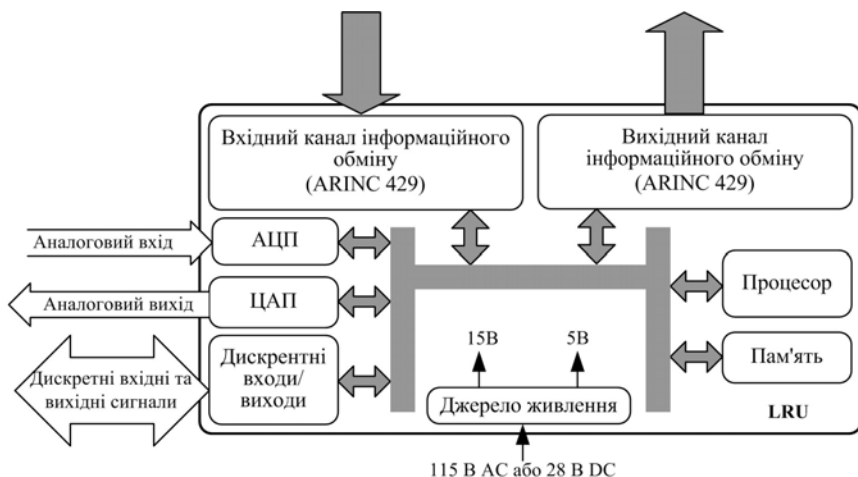 Вхідний канал інформаційного
обміну
(ARINC 429)
Вихідний канал
інформаційного обміну
(ARINC 429)
Аналоговий вхід
АЦП
Аналоговий вихід
ЦАП
Дискретні вхідні та
вихідні сигнали
Дискрентні
входи/
виходи
15В
5В
Джерело живлення
Процесор
Пам'ять
LRU
115 В АС або 28 В DC